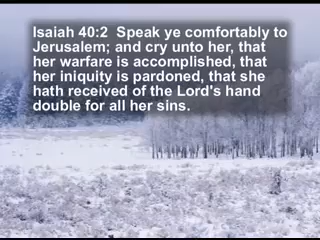 Isaiah 40:2  Speak ye comfortably to
Jerusalem; and cry unto her, that
her warfare is accomplished, that
her iniquity is pardoned, that she
hath received of the Lord's hand
double for all her sins.